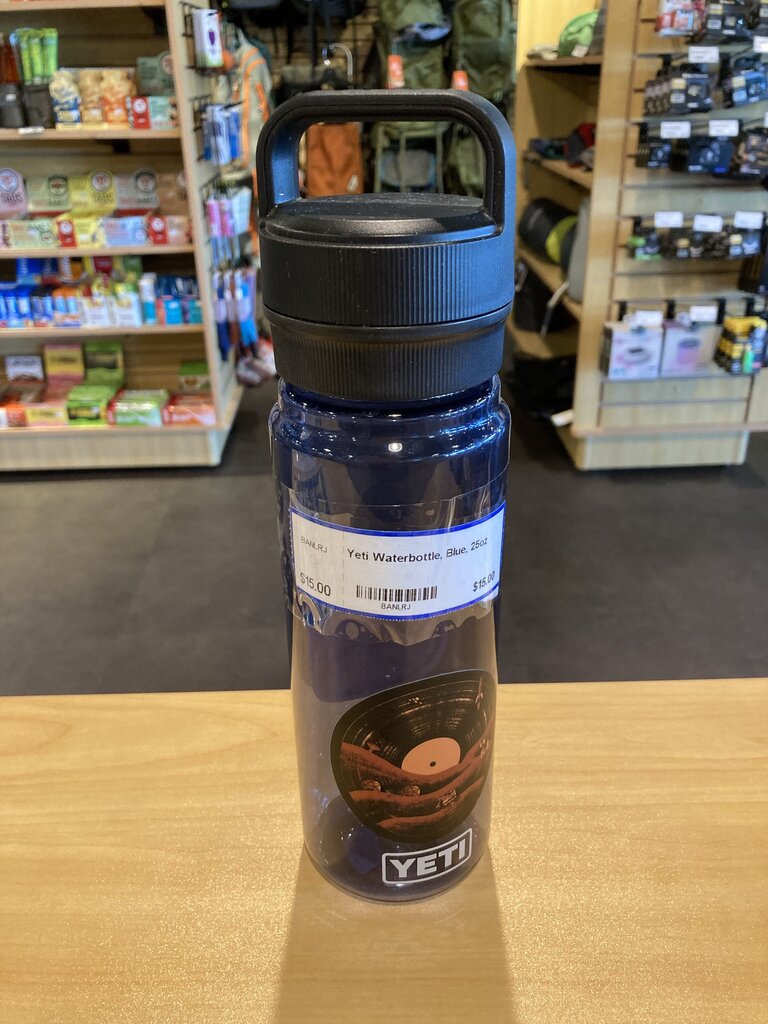 BANLRJ
Yeti Waterbottle, Blue, 25oz
$15.00
$15.00
BANLRJ
YETI